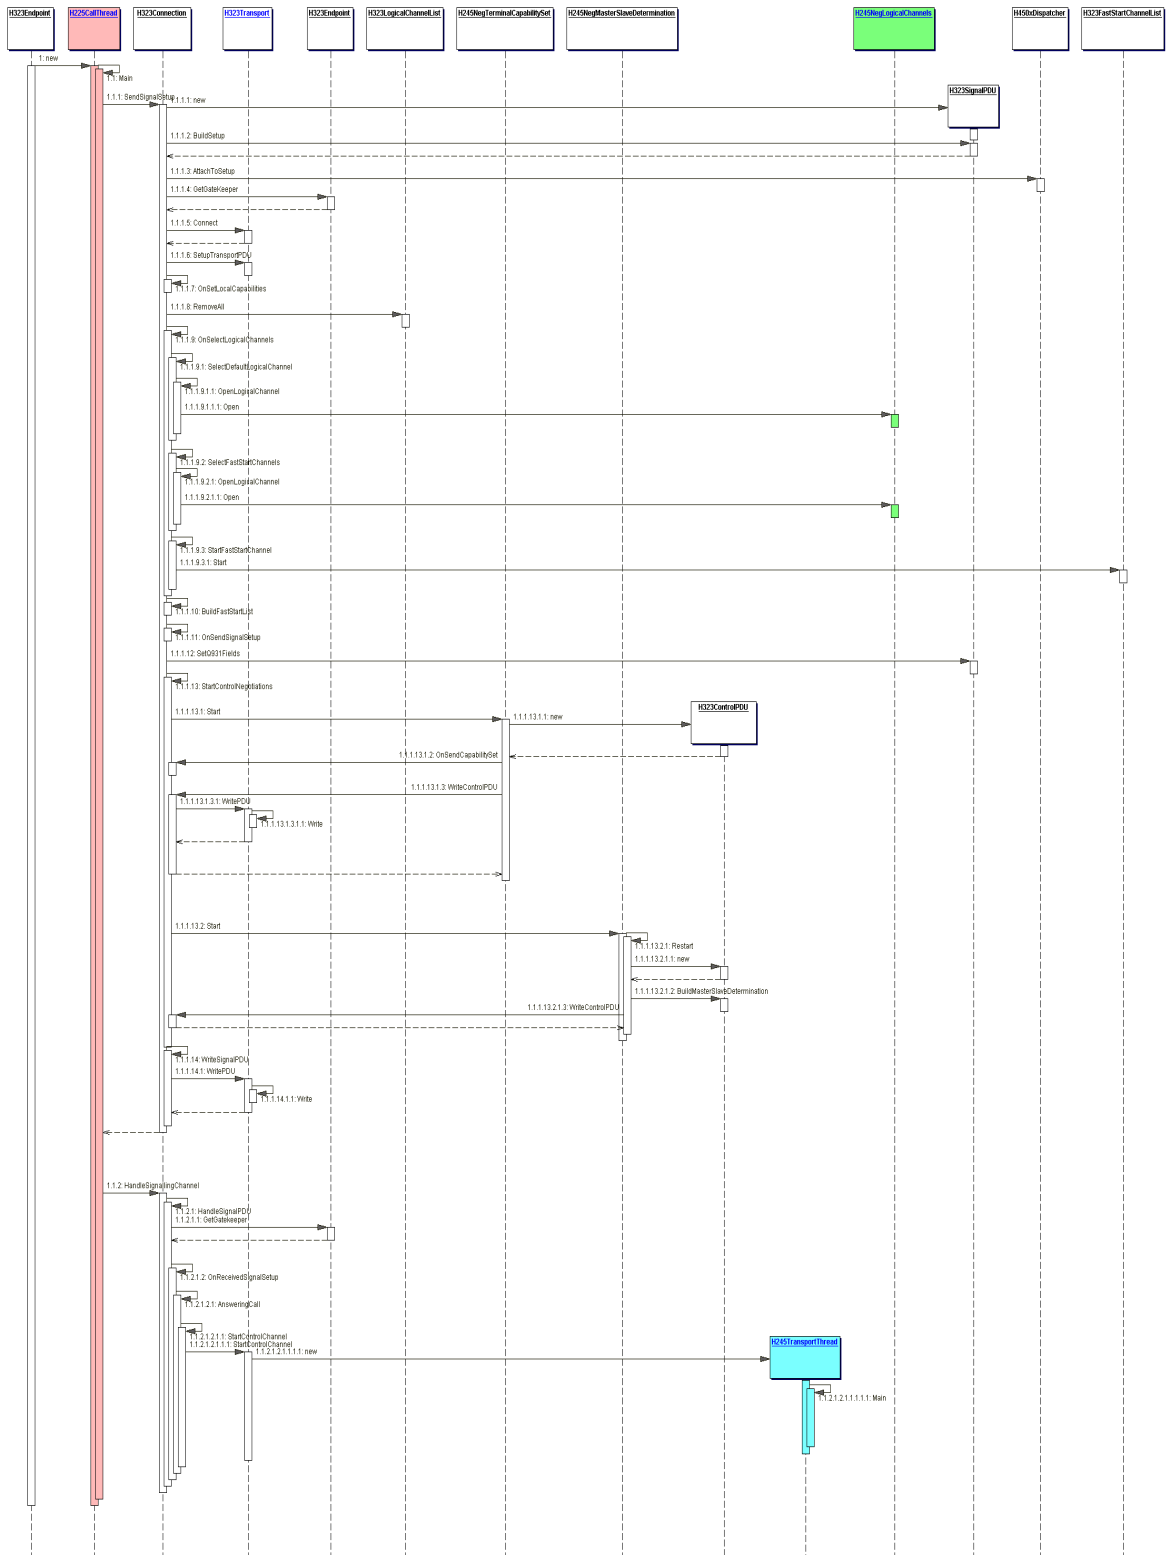 H323Endpoint
H225CallThread
H323Connection
H323Transport
H323Endpoint
H323LogicalChannelList
H245NegTerminalCapabilitySet
H245NegMasterSlaveDetermination
H245NegLogicalChannels
H450xDispatcher
H323FastStartChannelList
1: new
1.1: Main
H323SignalPDU
1.1.1: SendSignalSetup
1.1.1.1: new
1.1.1.2: BuildSetup
1.1.1.3: AttachToSetup
1.1.1.4: GetGateKeeper
1.1.1.5: Connect
1.1.1.6: SetupTransportPDU
1.1.1.7: OnSetLocalCapabilities
1.1.1.8: RemoveAll
1.1.1.9: OnSelectLogicalChannels
1.1.1.9.1: SelectDefaultLogicalChannel
1.1.1.9.1.1: OpenLogicalChannel
1.1.1.9.1.1.1: Open
1.1.1.9.2: SelectFastStartChannels
1.1.1.9.2.1: OpenLogicalChannel
1.1.1.9.2.1.1: Open
1.1.1.9.3: StartFastStartChannel
1.1.1.9.3.1: Start
1.1.1.10: BuildFastStartList
1.1.1.11: OnSendSignalSetup
1.1.1.12: SetQ931Fields
1.1.1.13: StartControlNegotiations
H323ControlPDU
1.1.1.13.1: Start
1.1.1.13.1.1: new
1.1.1.13.1.2: OnSendCapabilitySet
1.1.1.13.1.3: WriteControlPDU
1.1.1.13.1.3.1: WritePDU
1.1.1.13.1.3.1.1: Write
1.1.1.13.2: Start
1.1.1.13.2.1: Restart
1.1.1.13.2.1.1: new
1.1.1.13.2.1.2: BuildMasterSlaveDetermination
1.1.1.13.2.1.3: WriteControlPDU
1.1.1.14: WriteSignalPDU
1.1.1.14.1: WritePDU
1.1.1.14.1.1: Write
1.1.2: HandleSignallingChannel
1.1.2.1: HandleSignalPDU
1.1.2.1.1: GetGatekeeper
1.1.2.1.2: OnReceivedSignalSetup
1.1.2.1.2.1: AnsweringCall
1.1.2.1.2.1.1: StartControlChannel
1.1.2.1.2.1.1.1: StartControlChannel
H245TransportThread
1.1.2.1.2.1.1.1.1: new
1.1.2.1.2.1.1.1.1.1: Main